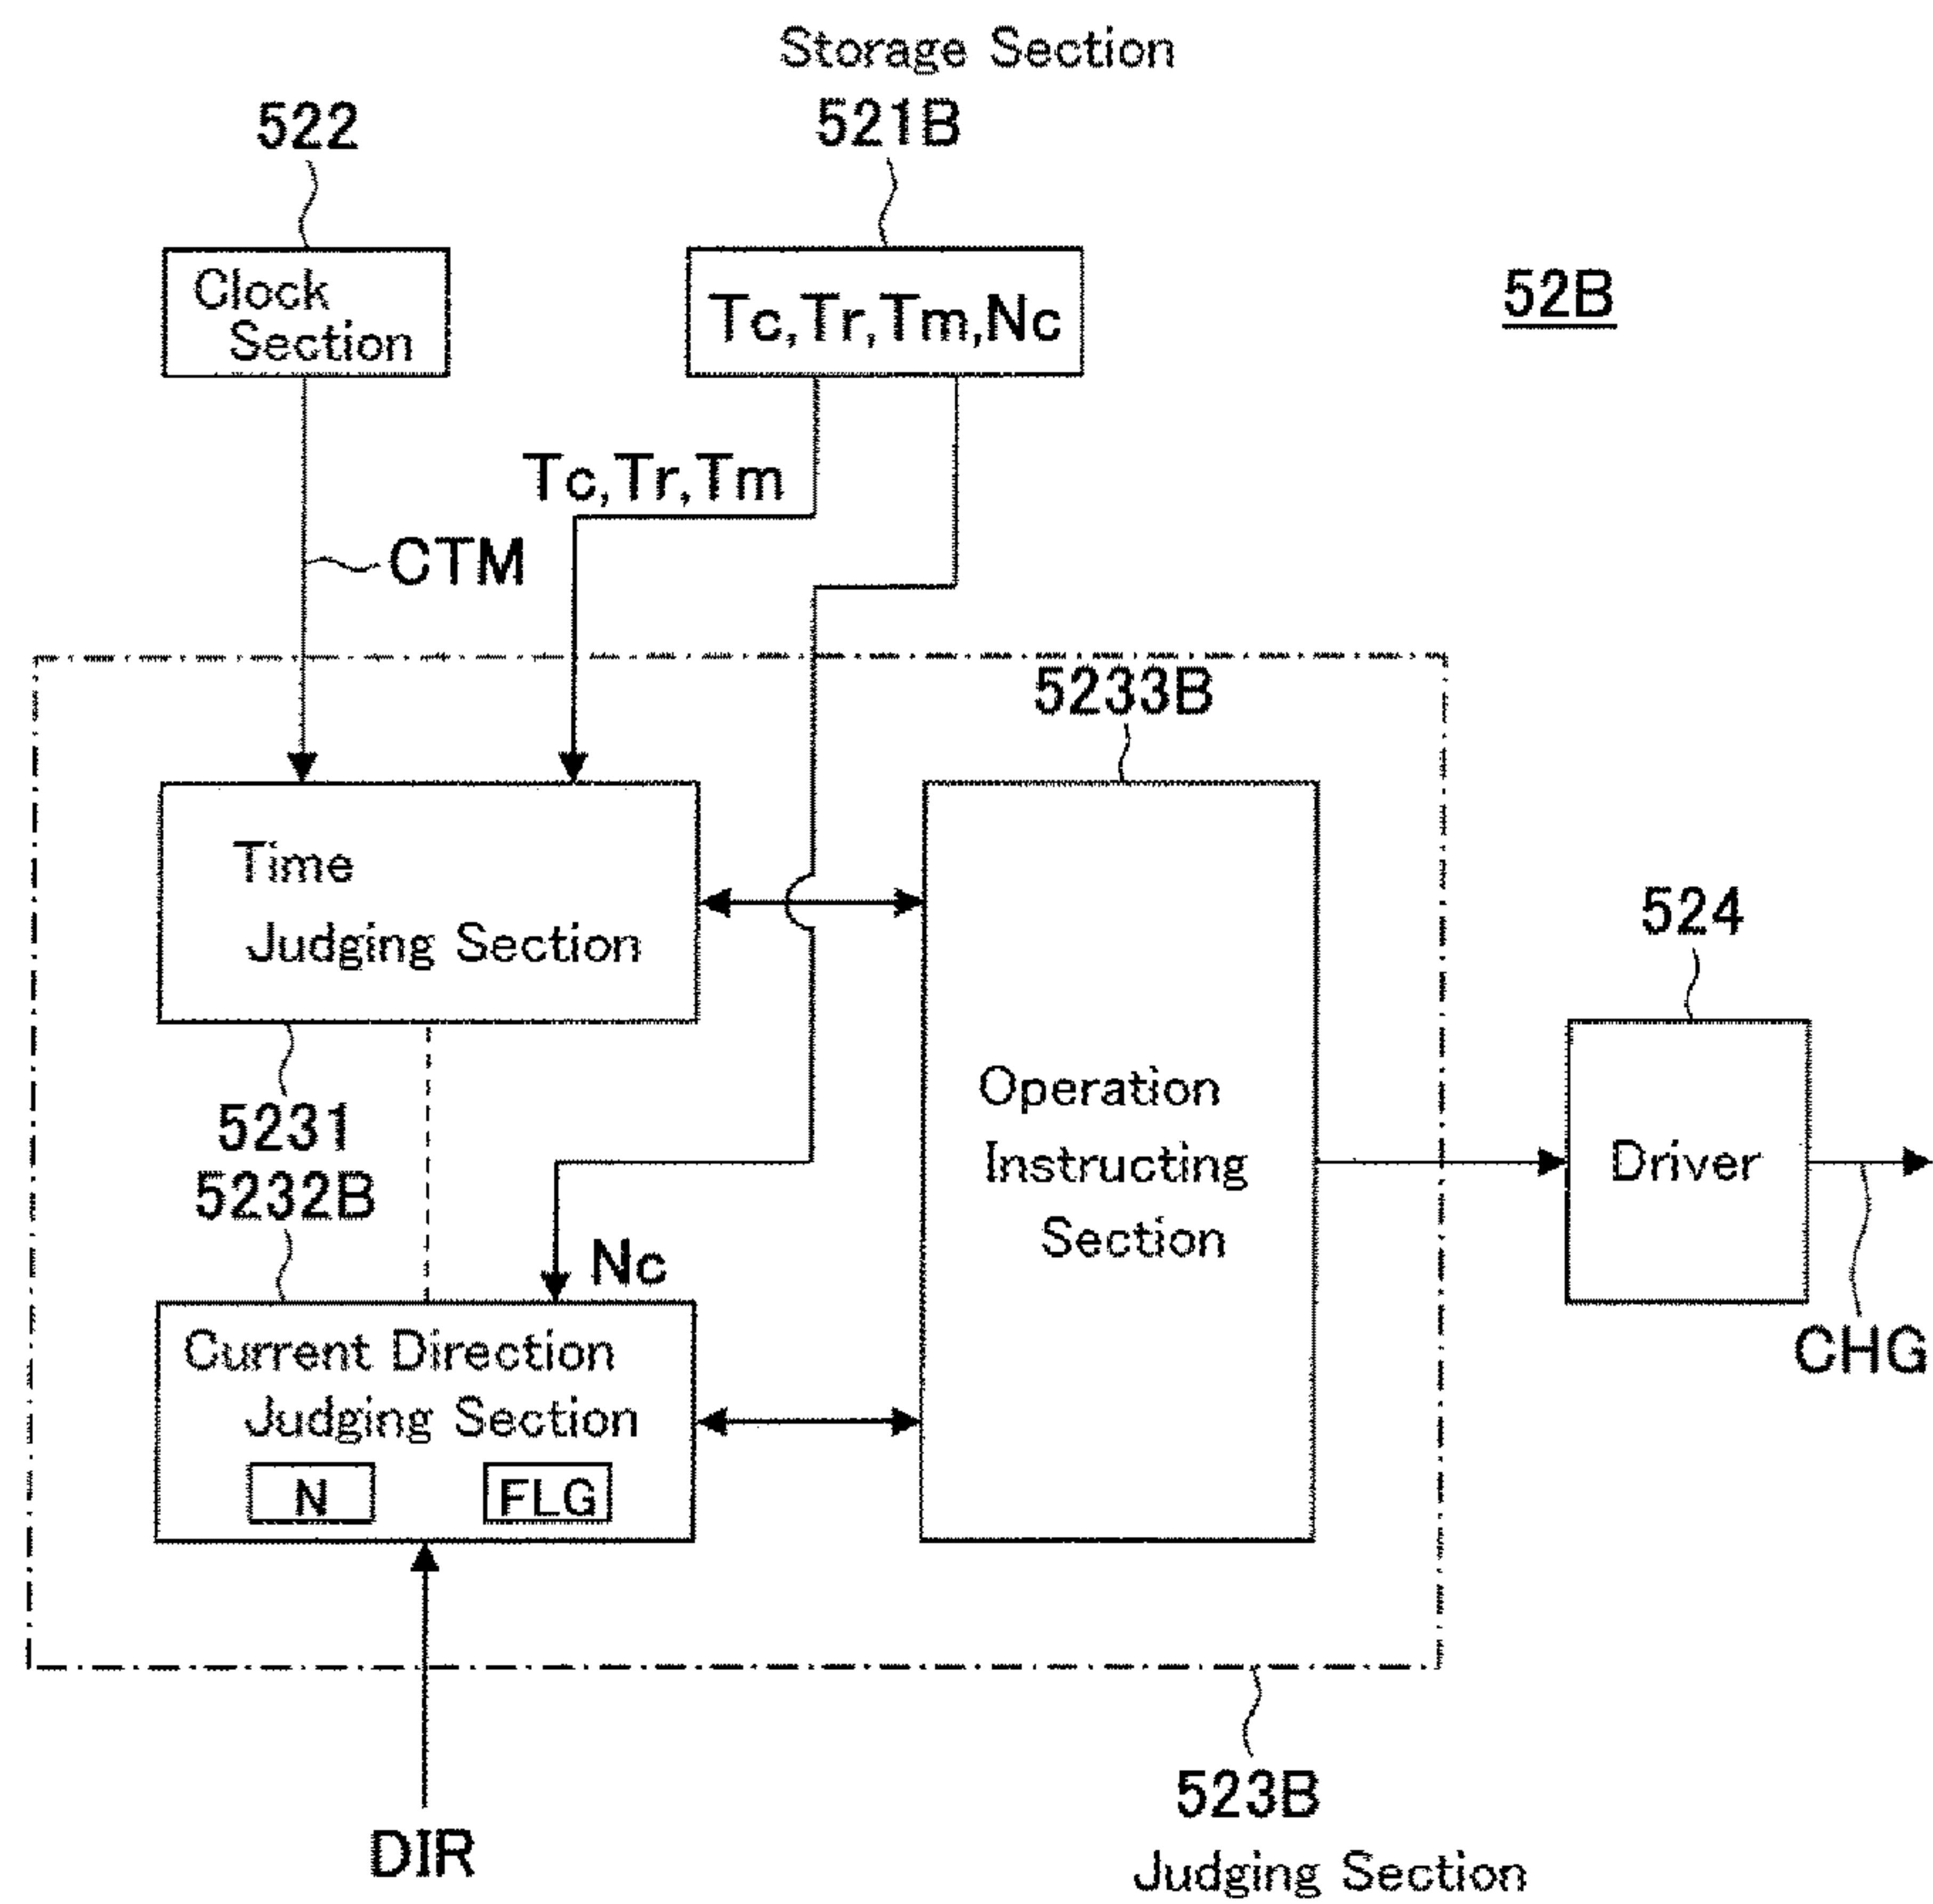 Storage Section
522
521B
Clock
Section
Tc,Tr,Tm,Nc
52B
Tc,Tr,Tm
CTM
5233B
Time
Judging Section
524
5231
5232B
Operation
Instructing
Section
Driver
Nc
Current Direction
Judging Section
N
FLG
CHG
523B
Judging Section
DIR